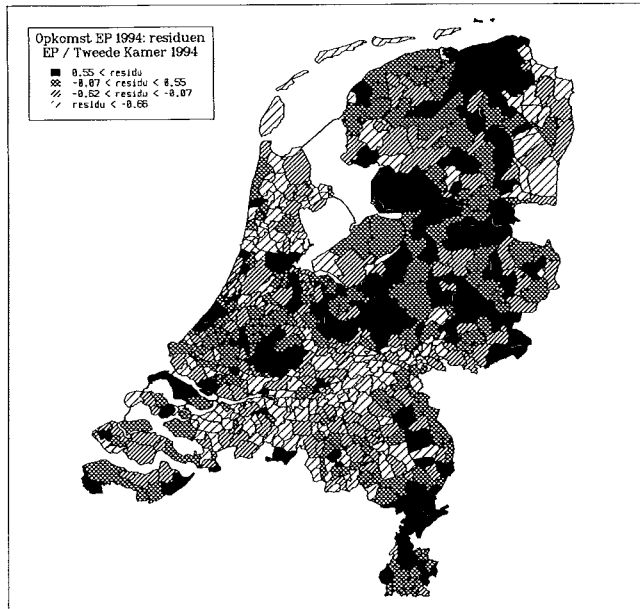 Opkomst EP 1994: residuen
EP / Tweede Kamer 1994
0.55 < residu
-0.07 < residu < 0.55
-0.62 < residu < -0.07
residu < -0.66